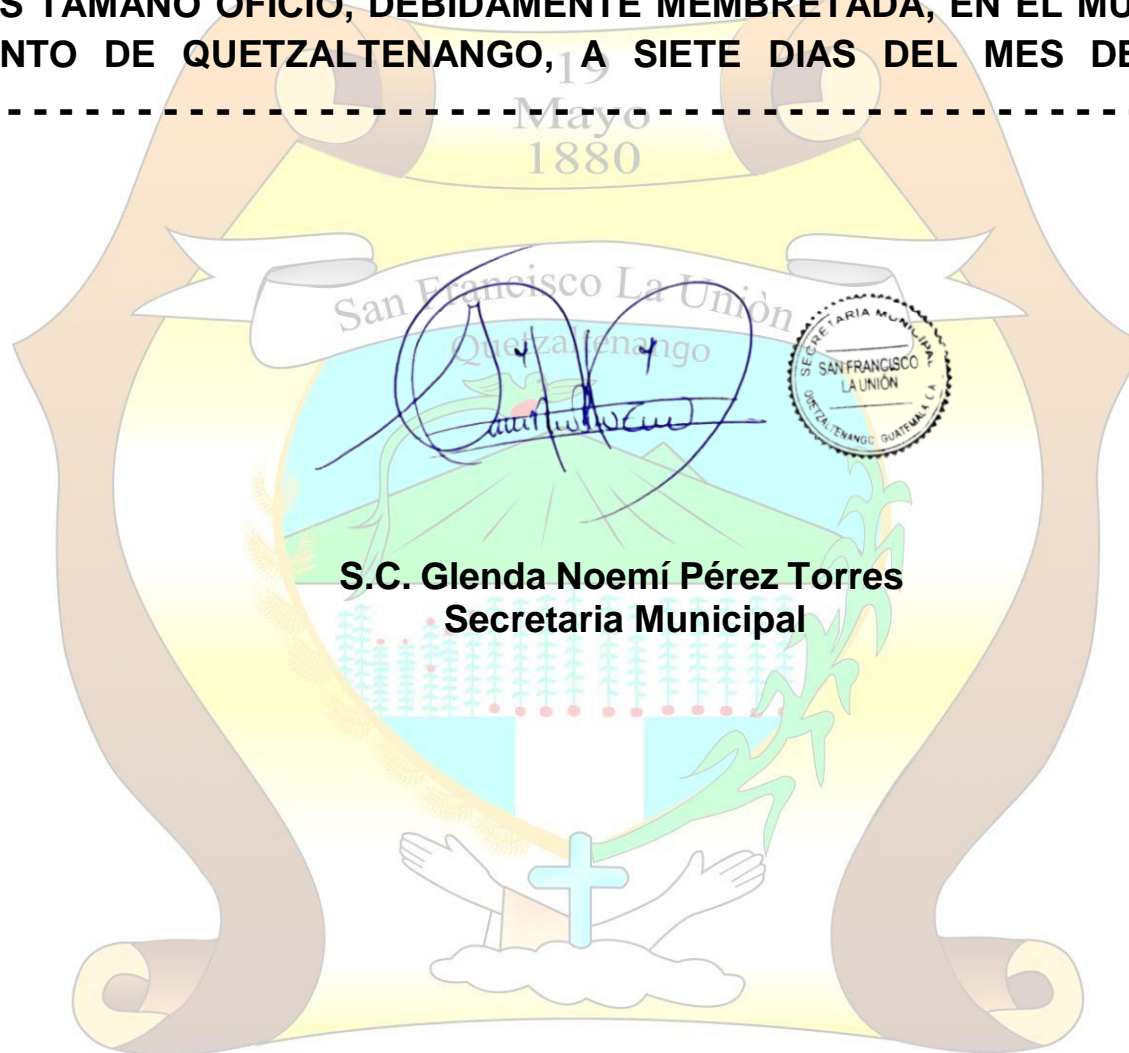 S TAMAÑO OFICIO, DEBIDAMENTE MEMBRETADA, EN EL MU
NTO DE QUETZALTENANGO, A SIETE DIAS DEL MES DE
- - - - - - - - - - - - - - - - - - - - - - - - - - - - - - - - - - - - - - - - - - - -
19
Mayo
1880
San Francisco La Uniòn
Quetzaltenango
SECRETARIA MUNICIPAL
SAN FRANCISCO
LA UNIÓN
QUETZALTENANGO GUATEMALA C.A.
S.C. Glenda Noemí Pérez Torres
Secretaria Municipal